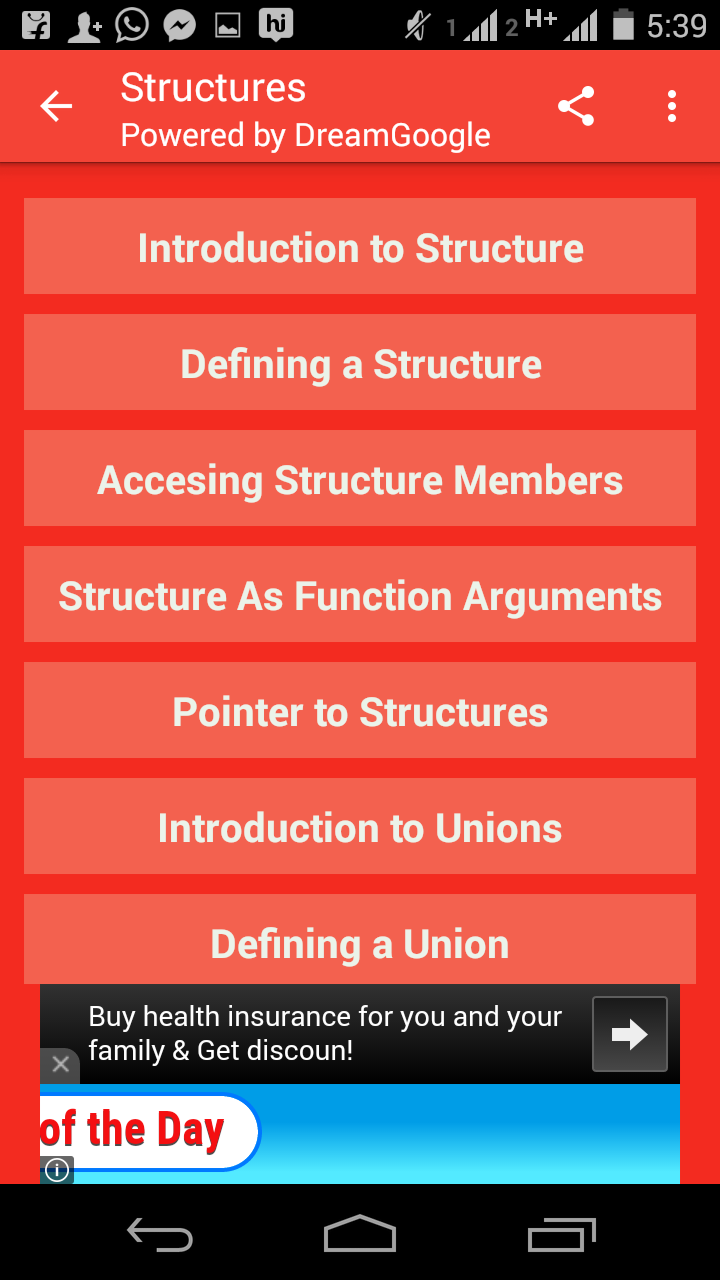 hi
1
2
H+
5:39
Structures
Powered by DreamGoogle
Introduction to Structure
Defining a Structure
Accesing Structure Members
Structure As Function Arguments
Pointer to Structures
Introduction to Unions
Defining a Union
Buy health insurance for you and your
family & Get discoun!
of the Day